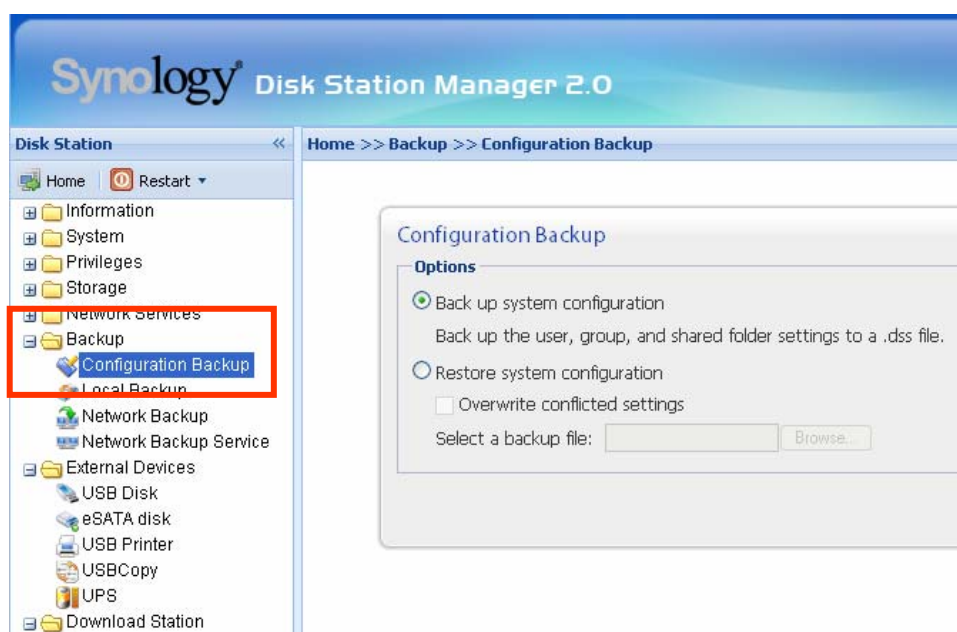 Synology Disk Station Manager 2.0
Disk Station «
Home >> Backup >> Configuration Backup
Home Restart
Information
System
Privileges
Storage
Network Services
Backup
Configuration Backup
Local Backup
Network Backup
Network Backup Service
External Devices
USB Disk
eSATA disk
USB Printer
USBCopy
UPS
Download Station
Configuration Backup
Options
Back up system configuration
Back up the user, group, and shared folder settings to a .dss file.
Restore system configuration
Overwrite conflicted settings
Select a backup file: Browse...